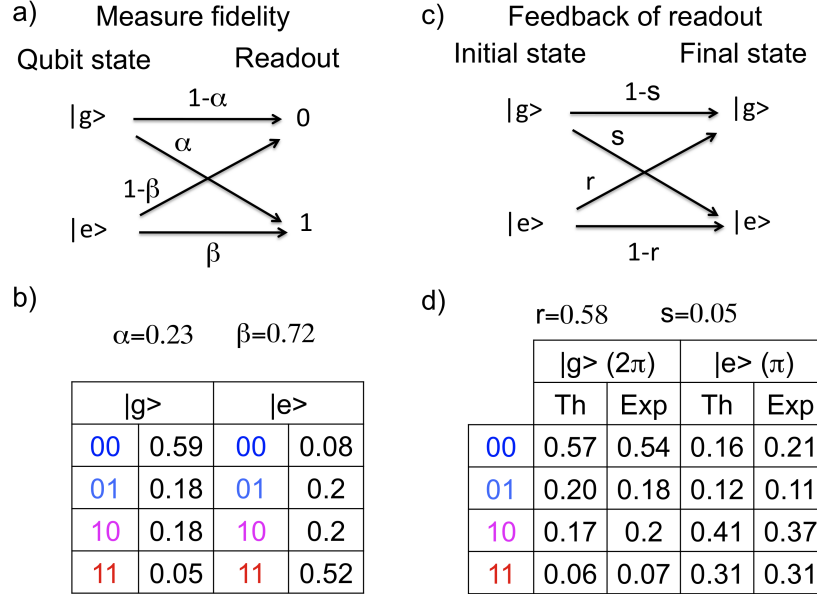 a)
Measure fidelity
Qubit state
Readout
|g>
1-α
0
α
1-β
|e>
β
1
b)
α=0.23 β=0.72
|g> |e>
00 0.59 00 0.08
01 0.18 01 0.2
10 0.18 10 0.2
11 0.05 11 0.52
c)
Feedback of readout
Initial state
Final state
|g>
1-s
|g>
s
r
|e>
1-r
|e>
d)
r=0.58 s=0.05
|g> (2π) |e> (π)
Th Exp Th Exp
00 0.57 0.54 0.16 0.21
01 0.20 0.18 0.12 0.11
10 0.17 0.2 0.41 0.37
11 0.06 0.07 0.31 0.31